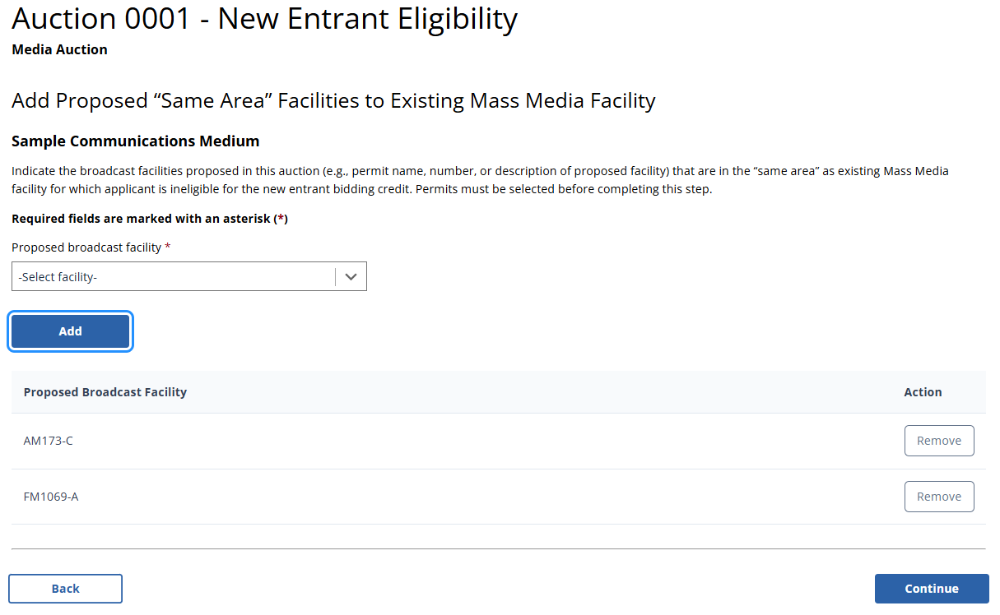 Auction 0001 - New Entrant Eligibility
Media Auction
Add Proposed “Same Area” Facilities to Existing Mass Media Facility
Sample Communications Medium
Indicate the broadcast facilities proposed in this auction (e.g., permit name, number, or description of proposed facility) that are in the “same area” as existing Mass Media
facility for which applicant is ineligible for the new entrant bidding credit. Permits must be selected before completing this step.
Required fields are marked with an asterisk (*)
Proposed broadcast facility *
-Select facility-
Add
Proposed Broadcast Facility Action
AM173-C Remove
FM1069-A Remove
Back Continue